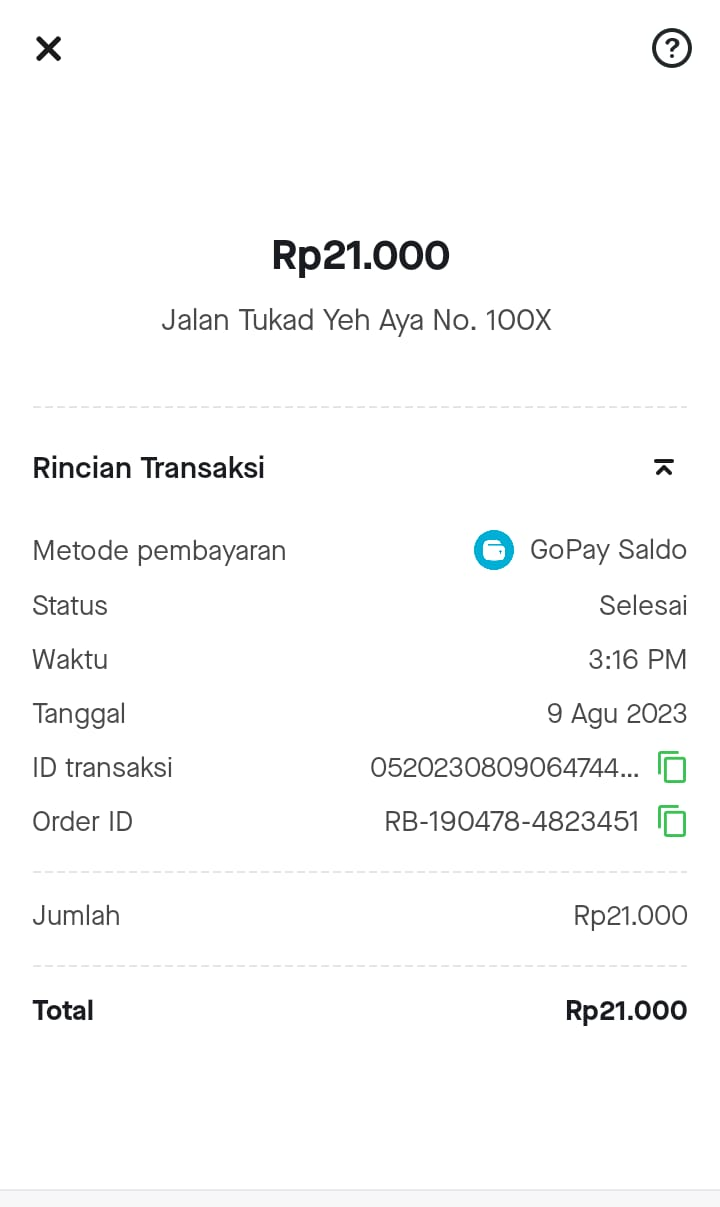 Rp21.000
Jalan Tukad Yeh Aya No. 100X
Rincian Transaksi
Metode pembayaran GoPay Saldo
Status Selesai
Waktu 3:16 PM
Tanggal 9 Agu 2023
ID transaksi 0520230809064744...
Order ID RB-190478-4823451
Jumlah Rp21.000
Total Rp21.000